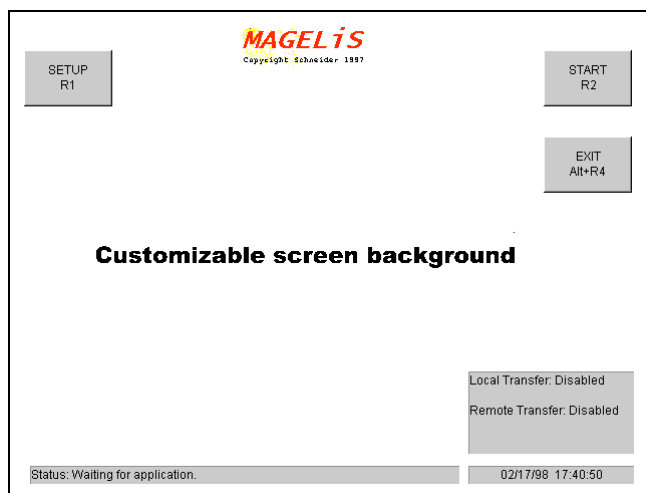 MAGELiS
Copyright Schneider 1997
SETUP
R1
START
R2
EXIT
Alt+R4
Customizable screen background
Local Transfer: Disabled
Remote Transfer: Disabled
Status: Waiting for application.
02/17/98 17:40:50